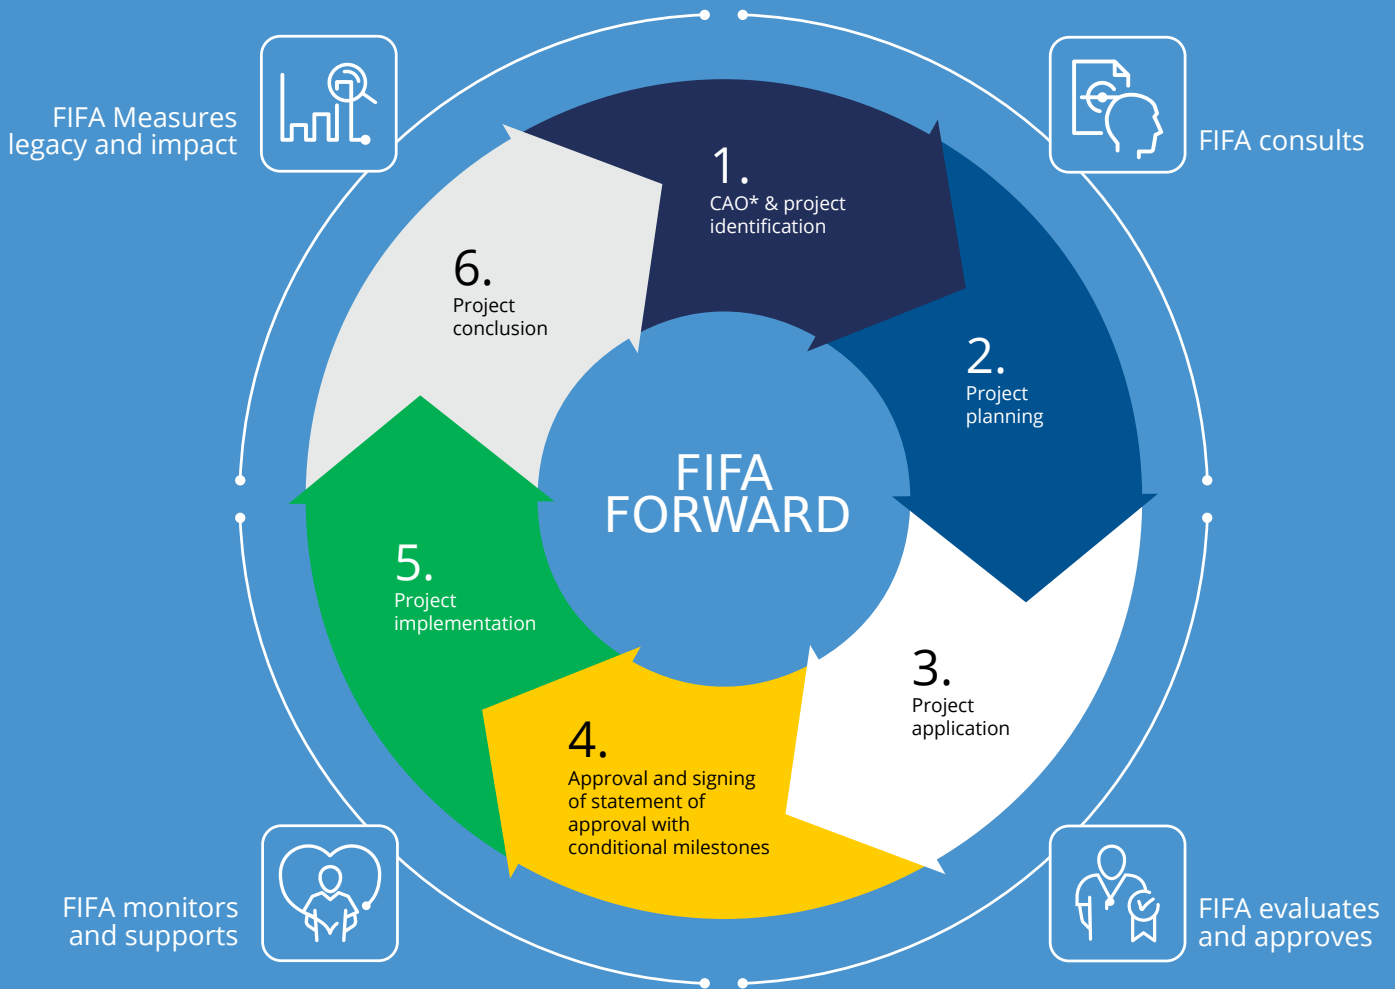 FIFA Measures
legacy and impact
FIFA consults
1.
CAO* & project
identification
2.
Project
planning
3.
Project
application
4.
Approval and signing
of statement of
approval with
conditional milestones
5.
Project
implementation
6.
Project
conclusion
FIFA
FORWARD
FIFA monitors
and supports
FIFA evaluates
and approves